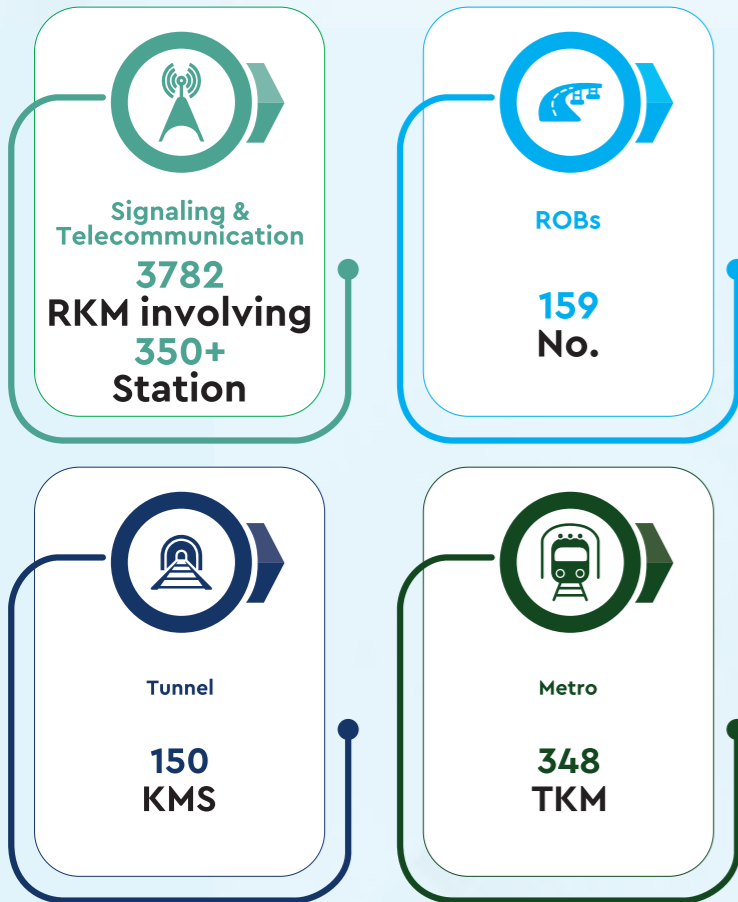 Signaling &
Telecommunication
3782
RKM involving
350+
Station
ROBs
159
No.
Tunnel
150
KMS
Metro
348
TKM